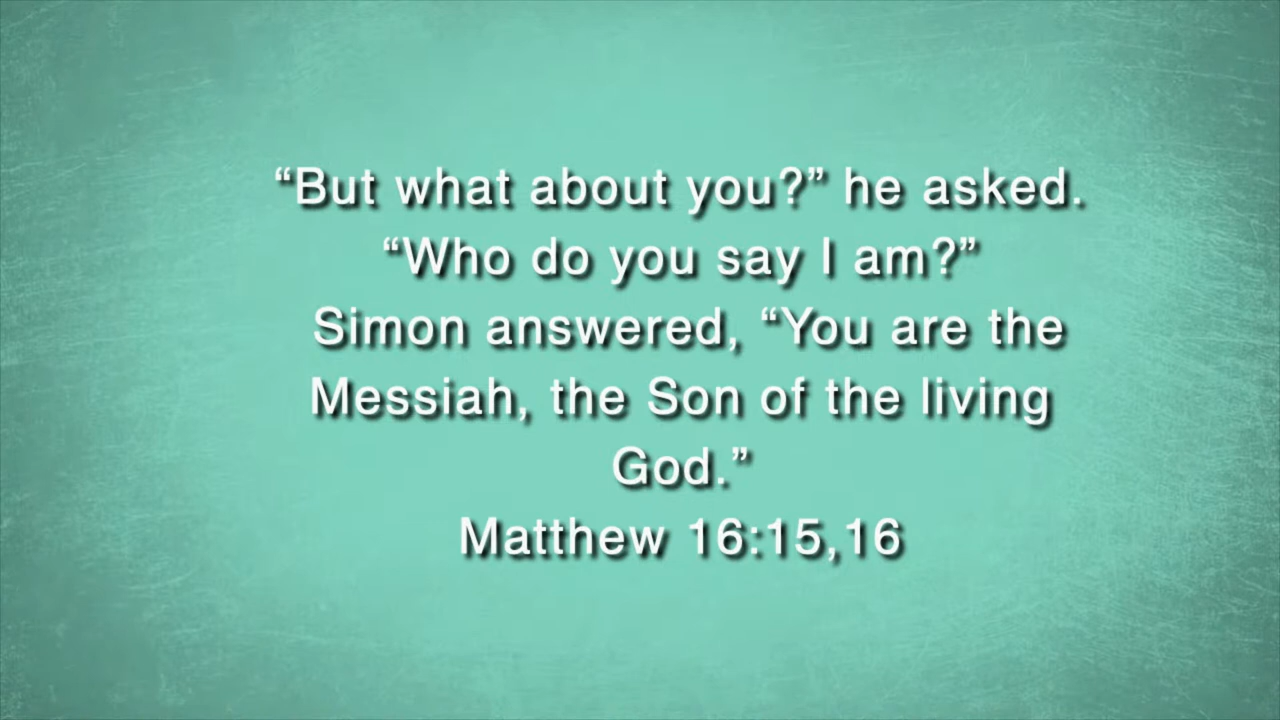 “But what about you?” he asked.
“Who do you say I am?”
Simon answered, “You are the
Messiah, the Son of the living
God.”
Matthew 16:15,16